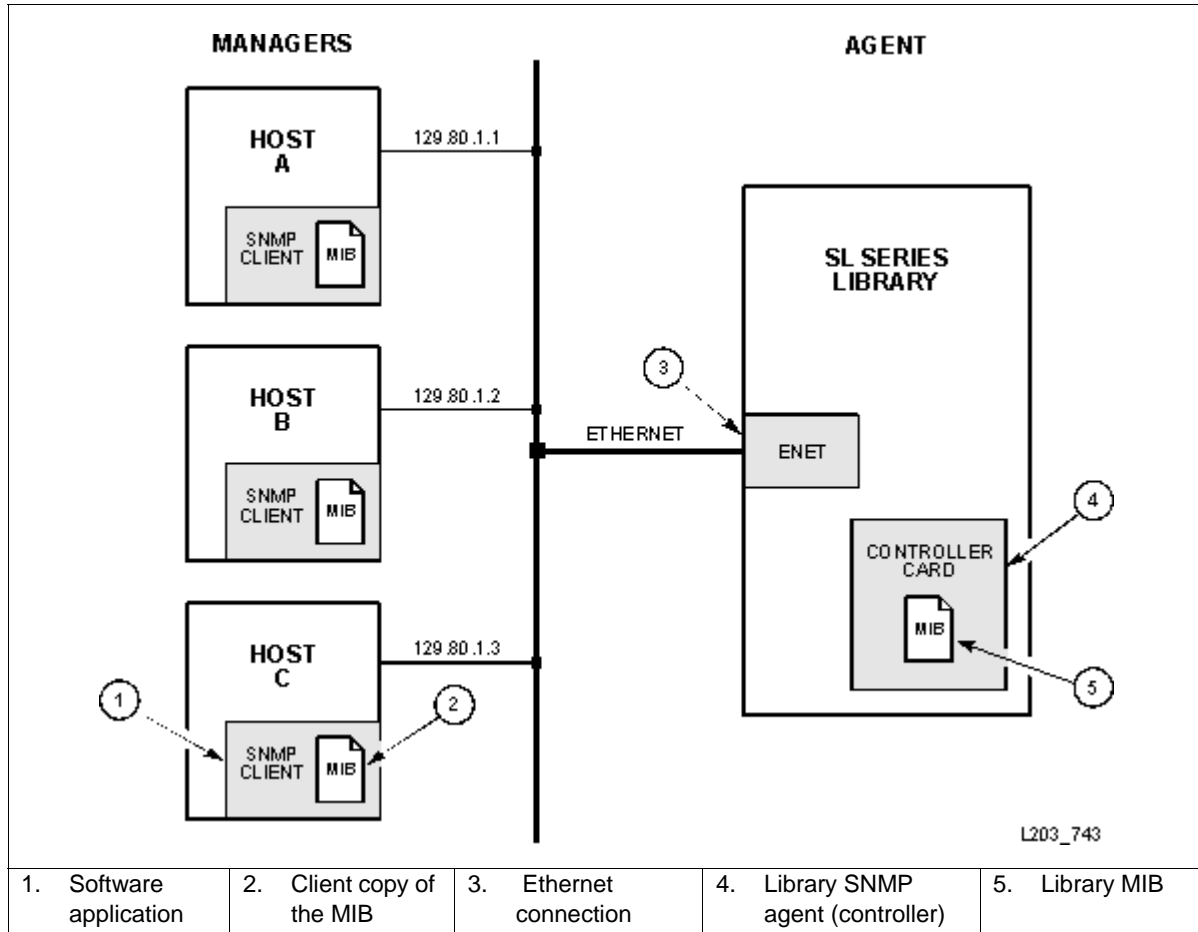 MANAGERS
AGENT
HOST
A
129.80.1.1
SNMP
CLIENT
MIB
SL SERIES
LIBRARY
3
HOST
B
129.80.1.2
ETHERNET
ENET
SNMP
CLIENT
MIB
4
CONTROLLER
CARD
MIB
HOST
C
129.80.1.3
1
2
5
SNMP
CLIENT
MIB
L203_743
1. Software
application
2. Client copy of
the MIB
3. Ethernet
connection
4. Library SNMP
agent (controller)
5. Library MIB